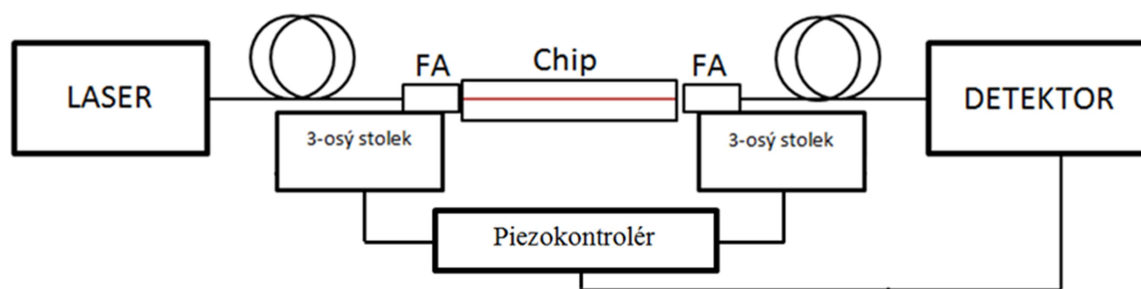 LASER
FA
Chip
FA
DETEKTOR
3-osý stolek
3-osý stolek
Piezokontrolér